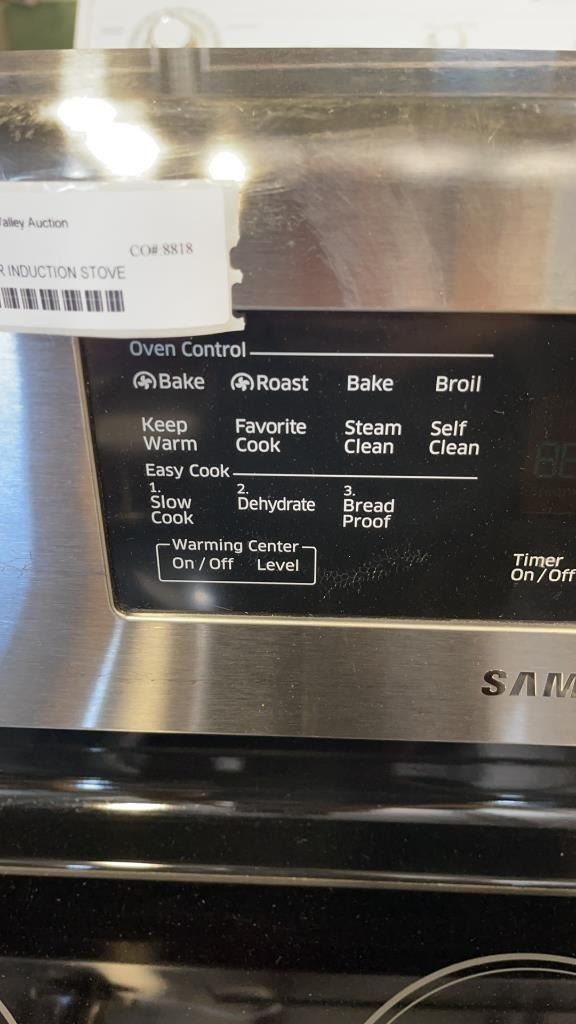 alley Auction
CO# 8818
R INDUCTION STOVE
Oven Control
Bake Roast Bake Broil
Keep Warm Favorite Cook Steam Clean Self Clean
Easy Cook
1. Slow Cook 2. Dehydrate 3. Bread Proof
Warming Center
On / Off Level
Timer
On / Off
SAM